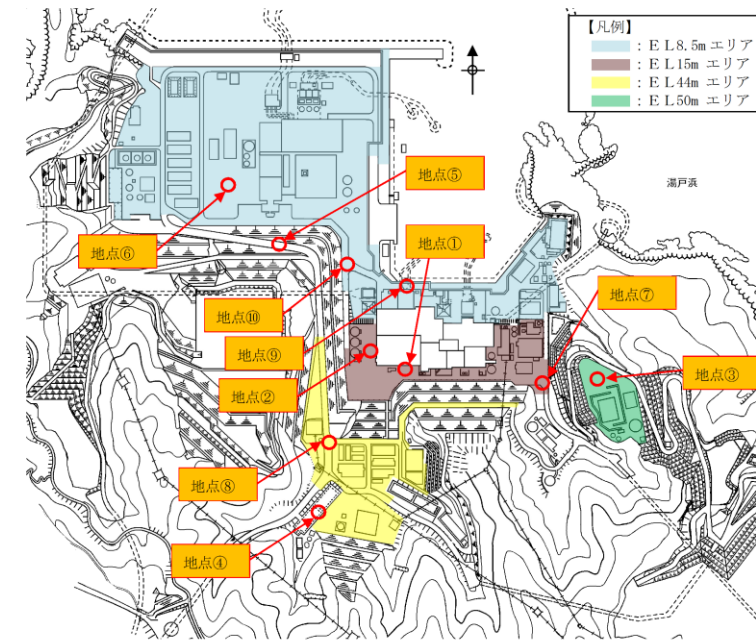 【凡例】
：ＥＬ8.5m エリア
：ＥＬ15m エリア
：ＥＬ44m エリア
：ＥＬ50m エリア
湯戸浜
地点⑤
地点①
地点⑥
地点⑦
地点⑩
地点⑨
地点③
地点②
地点⑧
地点④